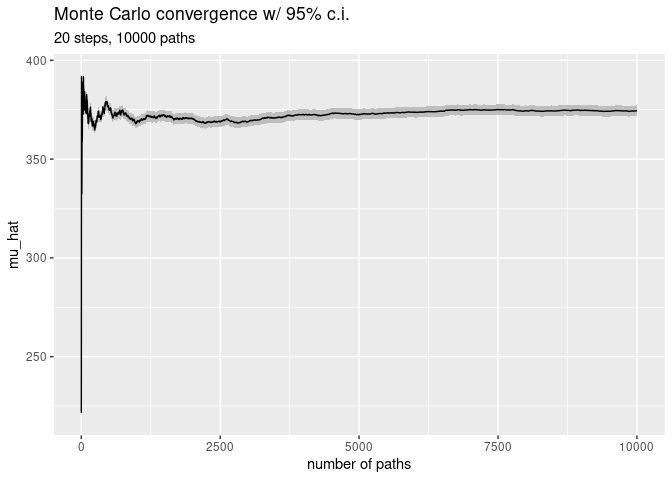 Monte Carlo convergence w/ 95% c.i.
20 steps, 10000 paths
400
350
300
250
mu_hat
0 2500 5000 7500 10000
number of paths